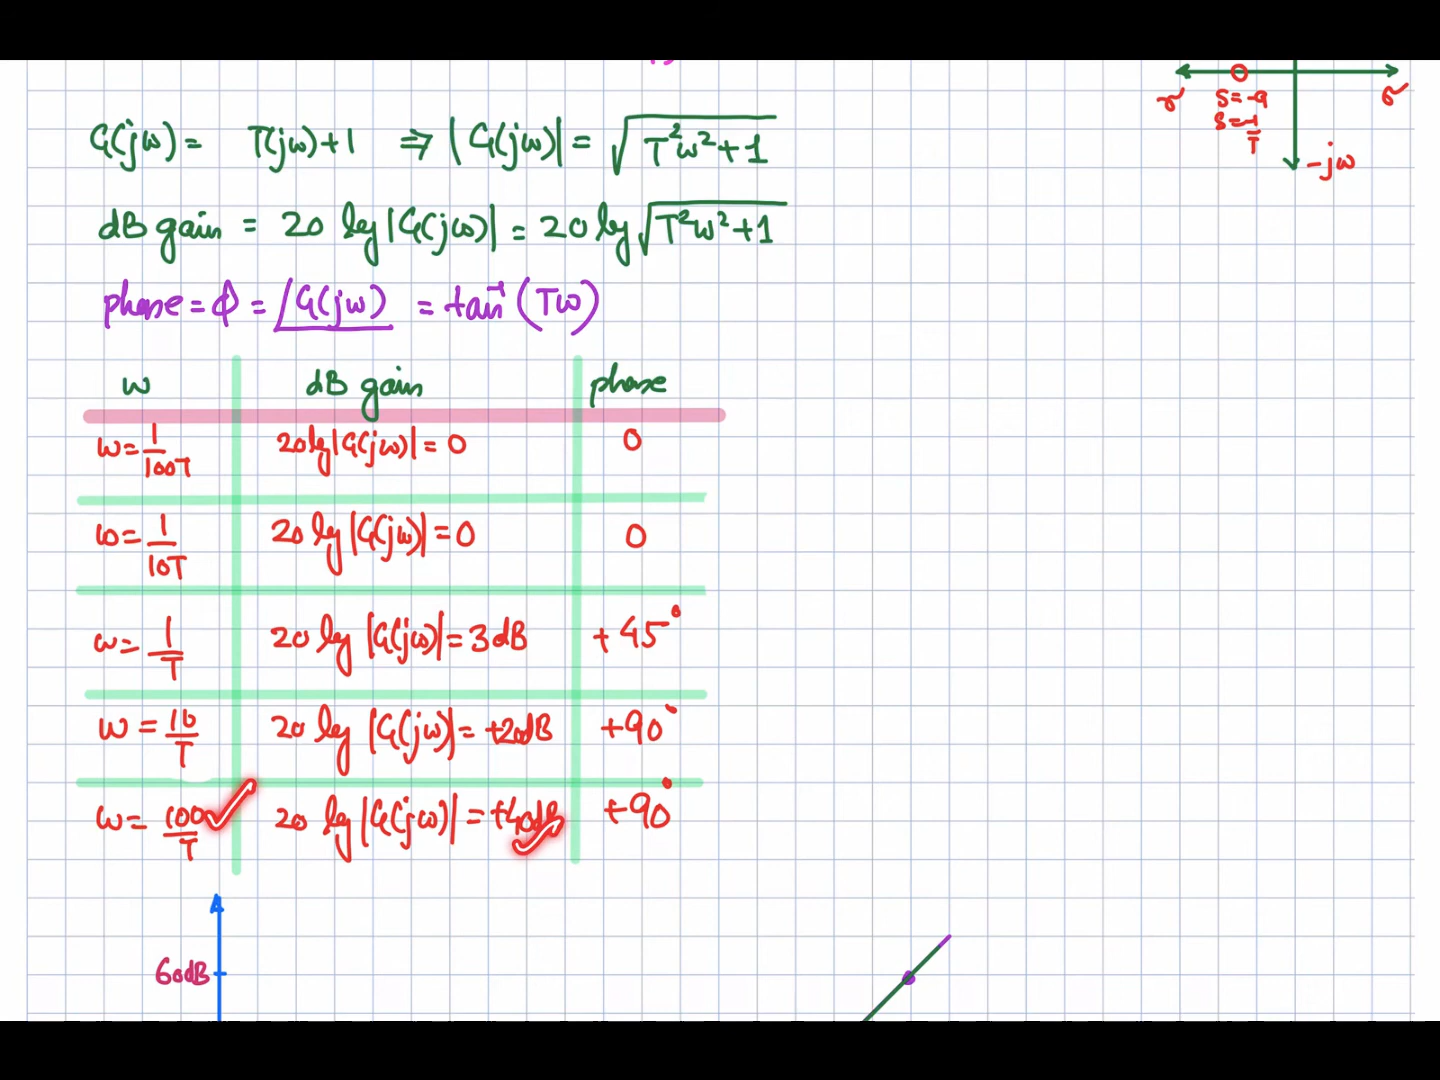 G(jω) = T(jω)+1 ⇒ |G(jω)| = √(T²ω²+1)
dB gain = 20 log|G(jω)| = 20 log √(T²ω²+1)
phase = φ = ∠G(jω) = tan⁻¹(Tω)
ω dB gain phase
ω = 1/100T 20 log|G(jω)| = 0 0
ω = 1/10T 20 log|G(jω)| = 0 0
ω = 1/T 20 log|G(jω)| = 3dB +45°
ω = 10/T 20 log|G(jω)| = +20dB +90°
ω = 100/T 20 log|G(jω)| = +40dB +90°
60dB
σ
S = -a
S = -1/T
σ
-jω